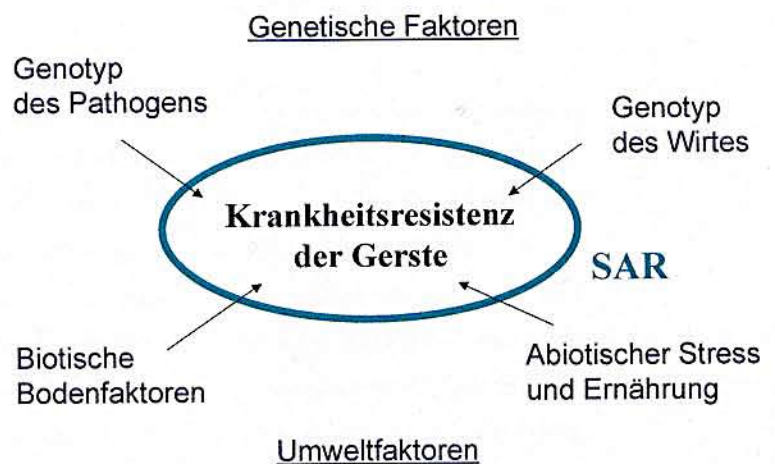 Genetische Faktoren
Genotyp
des Pathogens
Genotyp
des Wirtes
Krankheitsresistenz
der Gerste
SAR
Biotische
Bodenfaktoren
Abiotischer Stress
und Ernährung
Umweltfaktoren